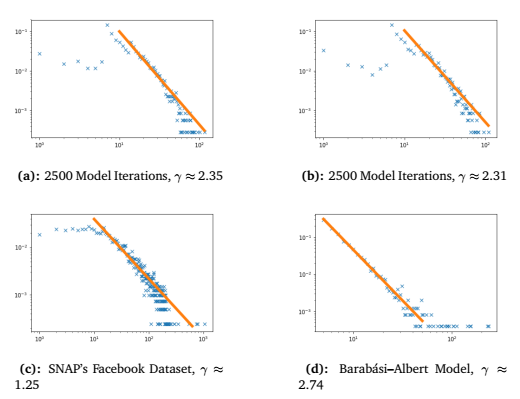 10⁻¹
10⁻²
10⁻³
10⁰ 10¹ 10²
(a): 2500 Model Iterations, γ ≈ 2.35
10⁻¹
10⁻²
10⁻³
10⁰ 10¹ 10²
(b): 2500 Model Iterations, γ ≈ 2.31
10⁻²
10⁻³
10⁰ 10¹ 10² 10³
(c): SNAP's Facebook Dataset, γ ≈
1.25
10⁻¹
10⁻²
10⁻³
10¹ 10²
(d): Barabási–Albert Model, γ ≈
2.74